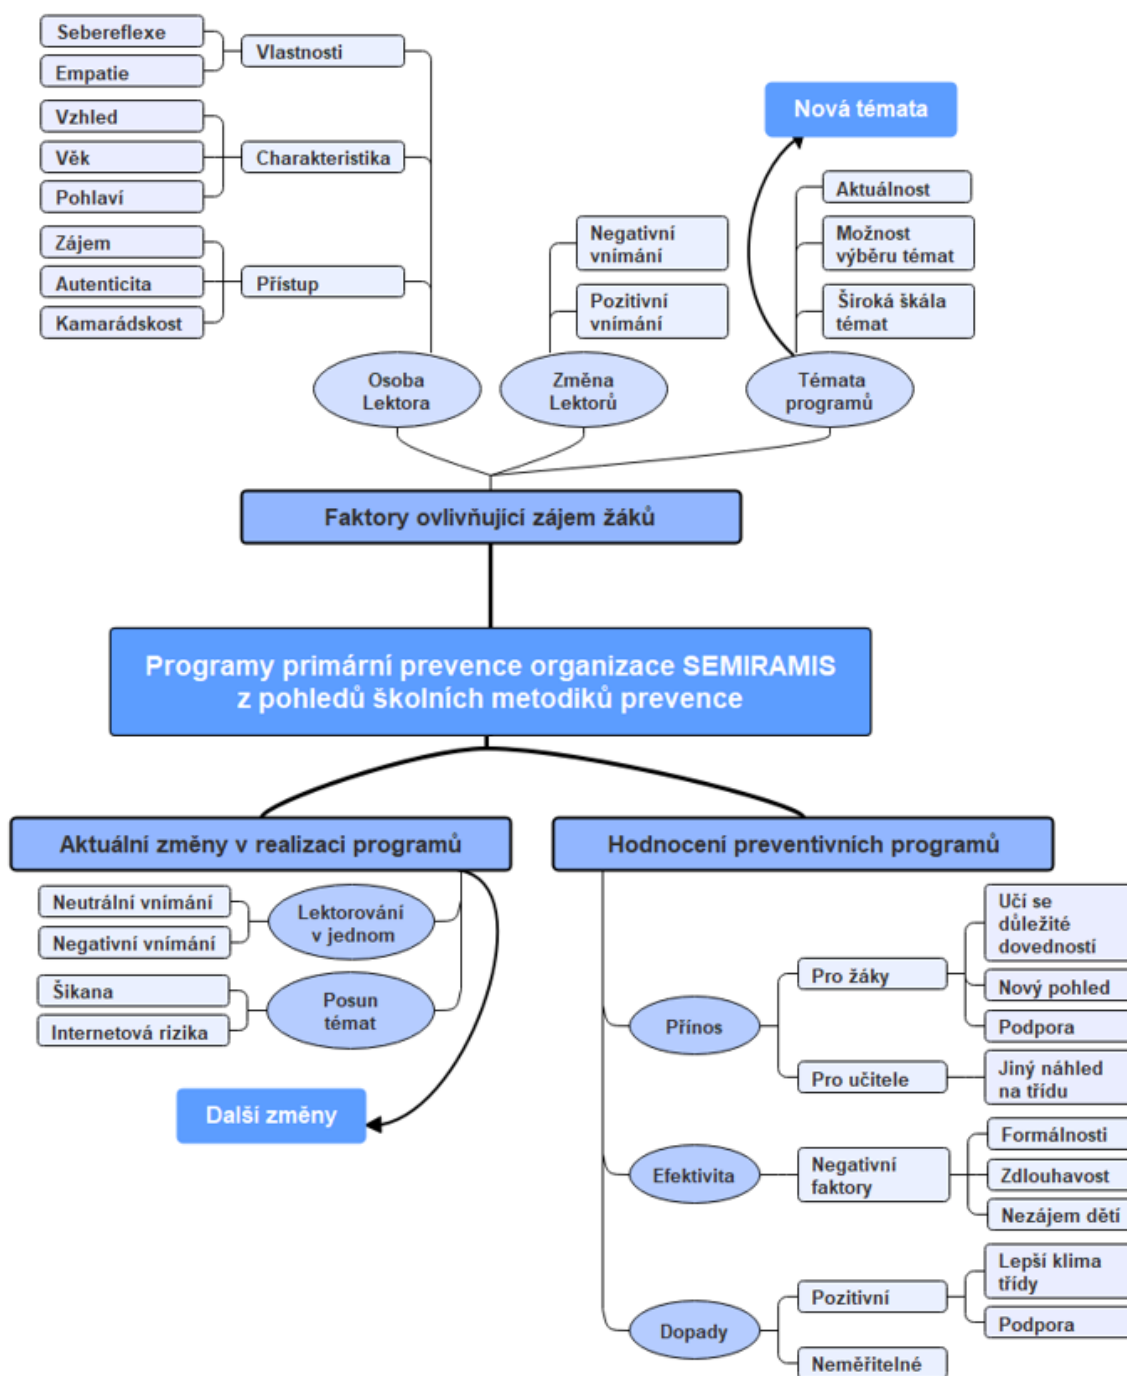 Sebereflexe
Empatie
Vlastnosti
Vzhled
Věk
Pohlaví
Charakteristika
Zájem
Autenticita
Kamarádskost
Přístup
Negativní
vnímání
Pozitivní
vnímání
Nová témata
Aktuálnost
Možnost
výběru témat
Široká škála
témat
Osoba
Lektora
Změna
Lektorů
Témata
programů
Faktory ovlivňující zájem žáků
Programy primární prevence organizace SEMIRAMIS
z pohledů školních metodiků prevence
Aktuální změny v realizaci programů
Neutrální vnímání
Negativní vnímání
Lektorování
v jednom
Šikana
Internetová rizika
Posun
témat
Další změny
Hodnocení preventivních programů
Přínos
Pro žáky
Učí se
důležité
dovedností
Nový pohled
Podpora
Pro učitele
Jiný náhled
na třídu
Efektivita
Negativní
faktory
Formálnosti
Zdlouhavost
Nezájem dětí
Dopady
Pozitivní
Lepší klima
třídy
Podpora
Neměřitelné